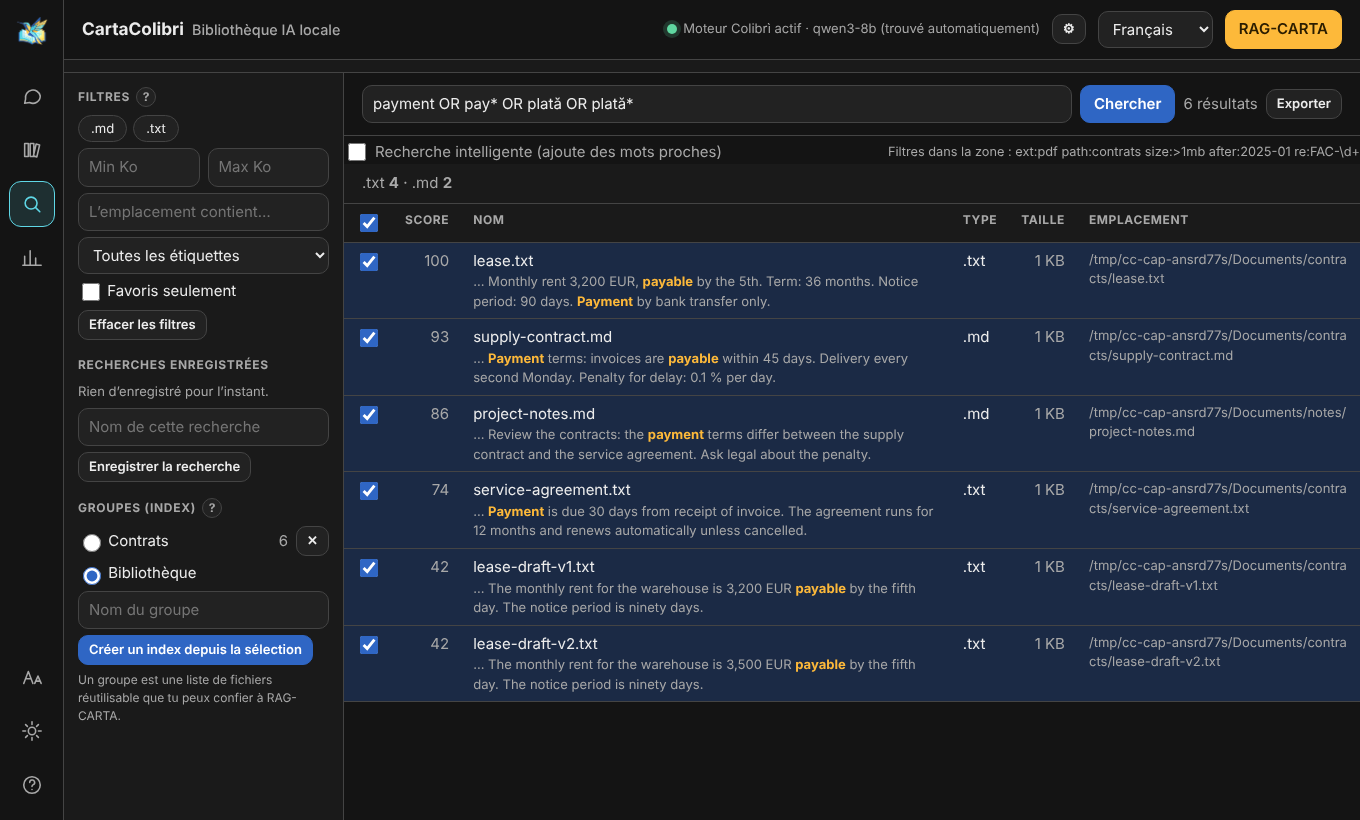 CartaColibri Bibliothèque IA locale
Moteur Colibrì actif · qwen3-8b (trouvé automatiquement)
Français
RAG-CARTA
FILTRES ?
.md .txt
Min Ko Max Ko
L’emplacement contient…
Toutes les étiquettes
Favoris seulement
Effacer les filtres
RECHERCHES ENREGISTRÉES
Rien d’enregistré pour l’instant.
Nom de cette recherche
Enregistrer la recherche
GROUPES (INDEX) ?
Contrats 6 ✕
Bibliothèque
Nom du groupe
Créer un index depuis la sélection
Un groupe est une liste de fichiers
réutilisable que tu peux confier à RAG-
CARTA.
payment OR pay* OR plată OR plată*
Chercher 6 résultats Exporter
Recherche intelligente (ajoute des mots proches)
Filtres dans la zone : ext:pdf path:contrats size:>1mb after:2025-01 re:FAC-\d+
.txt 4 · .md 2
SCORE NOM TYPE TAILLE EMPLACEMENT
100 lease.txt .txt 1 KB /tmp/cc-cap-ansrd77s/Documents/contra
cts/lease.txt
... Monthly rent 3,200 EUR, payable by the 5th. Term: 36 months. Notice
period: 90 days. Payment by bank transfer only.
93 supply-contract.md .md 1 KB /tmp/cc-cap-ansrd77s/Documents/contra
cts/supply-contract.md
... Payment terms: invoices are payable within 45 days. Delivery every
second Monday. Penalty for delay: 0.1 % per day.
86 project-notes.md .md 1 KB /tmp/cc-cap-ansrd77s/Documents/notes/
project-notes.md
... Review the contracts: the payment terms differ between the supply
contract and the service agreement. Ask legal about the penalty.
74 service-agreement.txt .txt 1 KB /tmp/cc-cap-ansrd77s/Documents/contra
cts/service-agreement.txt
... Payment is due 30 days from receipt of invoice. The agreement runs for
12 months and renews automatically unless cancelled.
42 lease-draft-v1.txt .txt 1 KB /tmp/cc-cap-ansrd77s/Documents/contra
cts/lease-draft-v1.txt
... The monthly rent for the warehouse is 3,200 EUR payable by the fifth
day. The notice period is ninety days.
42 lease-draft-v2.txt .txt 1 KB /tmp/cc-cap-ansrd77s/Documents/contra
cts/lease-draft-v2.txt
... The monthly rent for the warehouse is 3,500 EUR payable by the fifth
day. The notice period is ninety days.
AA
?